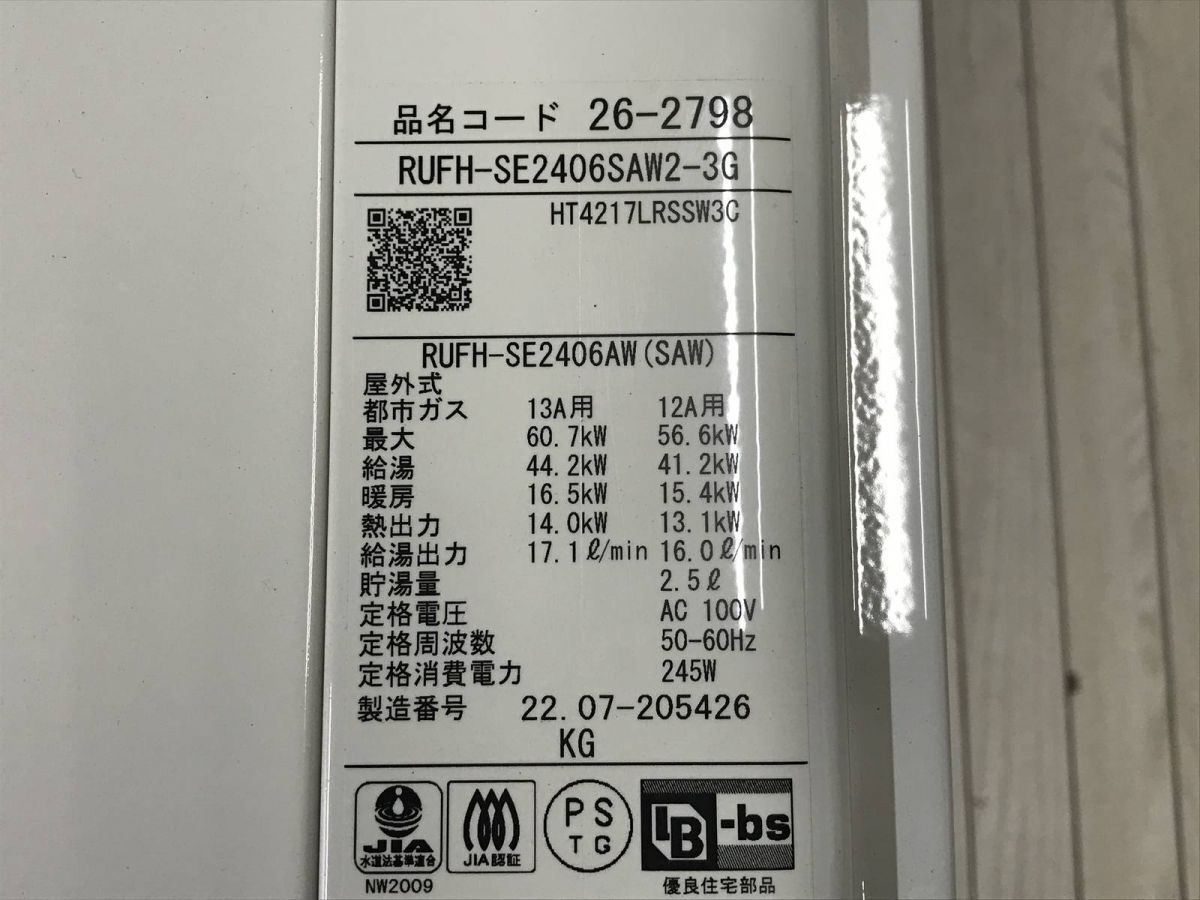 品名コード 26-2798
RUFH-SE2406SAW2-3G
HT4217LRSSW3C
RUFH-SE2406AW(SAW)
屋外式
都市ガス 13A用 12A用
最大 60.7kW 56.6kW
給湯 44.2kW 41.2kW
暖房 16.5kW 15.4kW
熱出力 14.0kW 13.1kW
給湯出力 17.1ℓ/min 16.0ℓ/min
貯湯量 2.5ℓ
定格電圧 AC 100V
定格周波数 50-60Hz
定格消費電力 245W
製造番号 22.07-205426
KG
JIA
水道法基準適合
NW2009
JIA認証
PS
TG
LB-bs
優良住宅部品